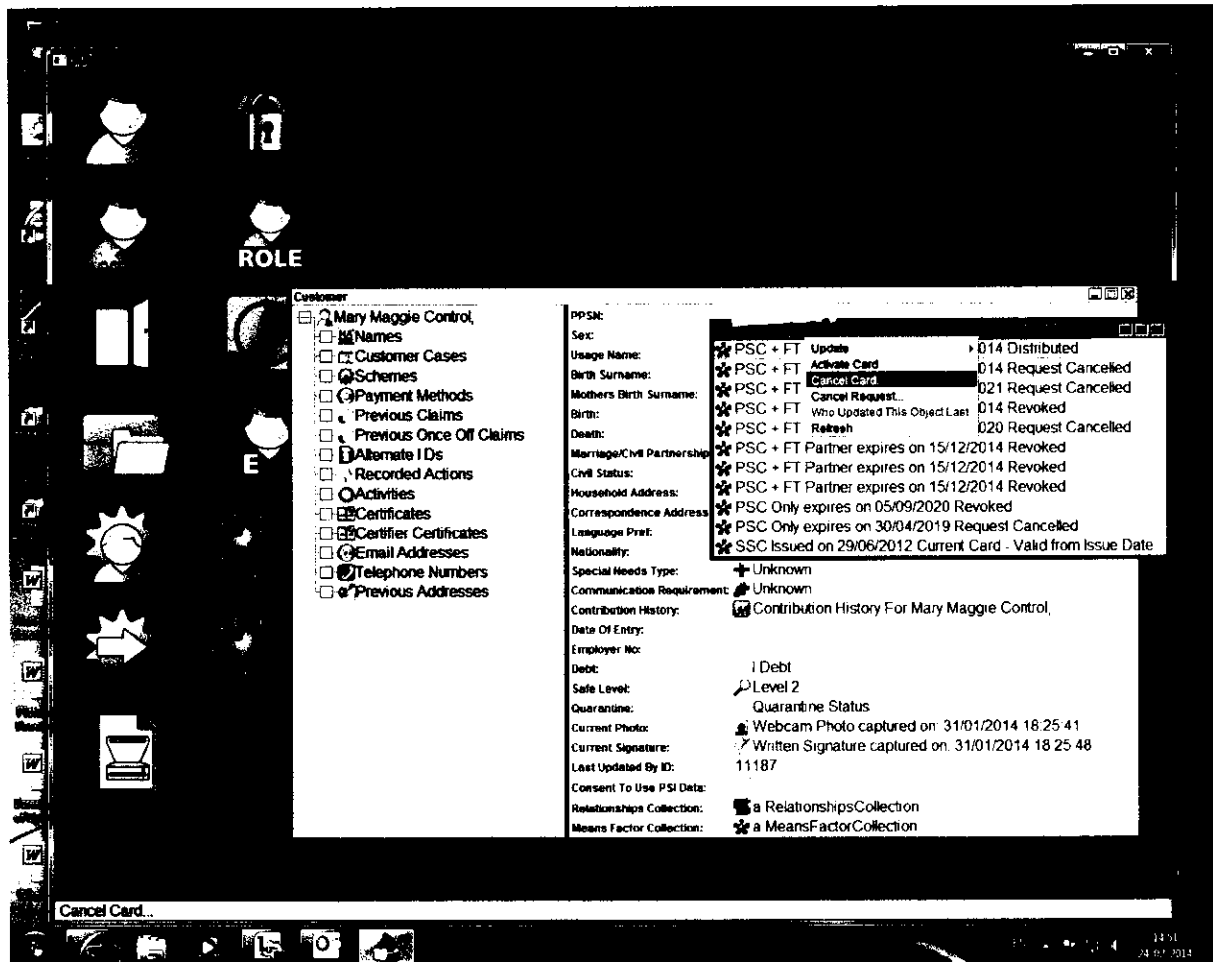 ROLE
E
Customer
Mary Maggie Control,
Names
Customer Cases
Schemes
Payment Methods
Previous Claims
Previous Once Off Claims
Alternate IDs
Recorded Actions
Activities
Certificates
Certifier Certificates
Email Addresses
Telephone Numbers
Previous Addresses
PPSN:
Sex:
Usage Name:
Birth Surname:
Mothers Birth Surname:
Birth:
Death:
Marriage/Civil Partnership
Civil Status:
Household Address:
Correspondence Address
Language Pref:
Nationality:
Special Needs Type: Unknown
Communication Requirement: Unknown
Contribution History: Contribution History For Mary Maggie Control,
Date Of Entry:
Employer No:
Debt: Debt
Safe Level: Level 2
Quarantine: Quarantine Status
Current Photo: Webcam Photo captured on: 31/01/2014 18:25:41
Current Signature: Written Signature captured on: 31/01/2014 18:25:48
Last Updated By ID: 11187
Consent To Use PSI Data:
Relationships Collection: a RelationshipsCollection
Means Factor Collection: a MeansFactorCollection
PSC + FT 014 Distributed
PSC + FT 014 Request Cancelled
PSC + FT 021 Request Cancelled
PSC + FT 014 Revoked
PSC + FT 020 Request Cancelled
PSC + FT Partner expires on 15/12/2014 Revoked
PSC + FT Partner expires on 15/12/2014 Revoked
PSC + FT Partner expires on 15/12/2014 Revoked
PSC Only expires on 05/09/2020 Revoked
PSC Only expires on 30/04/2019 Request Cancelled
SSC Issued on 29/06/2012 Current Card - Valid from Issue Date
Update
Activate Card
Cancel Card...
Cancel Request...
Who Updated This Object Last
Refresh
Cancel Card...
14:51
24/02/2014